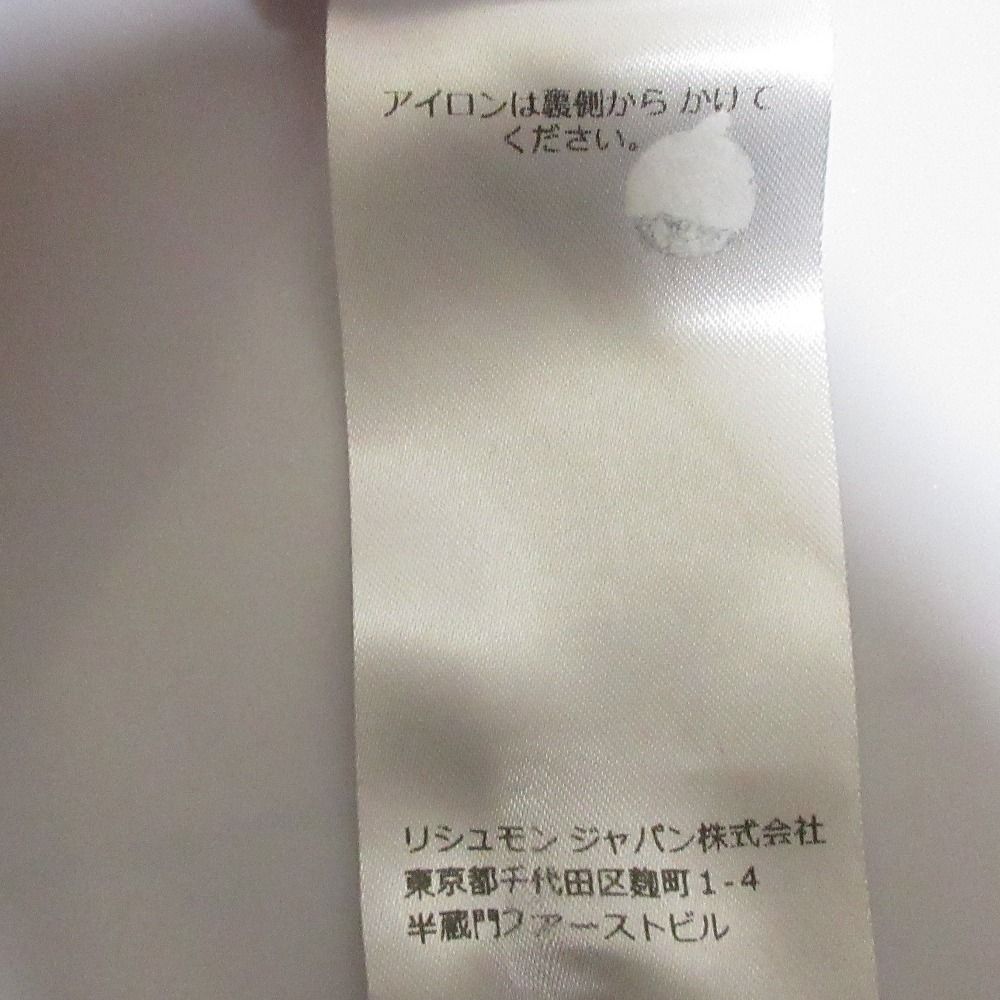 アイロンは裏側から かけて
ください。
リシュモン ジャパン株式会社
東京都千代田区麹町1-4
半蔵門ファーストビル